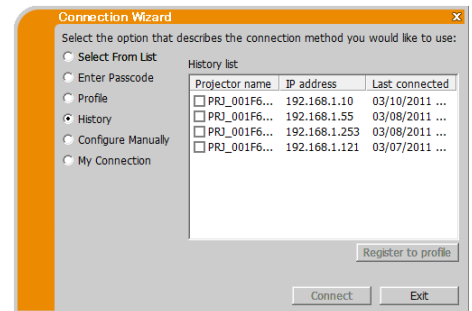 Connection Wizard x
Select the option that describes the connection method you would like to use:
Select From List
Enter Passcode
Profile
History
Configure Manually
My Connection
History list
Projector name IP address Last connected
PRJ_001F6... 192.168.1.10 03/10/2011 ...
PRJ_001F6... 192.168.1.55 03/08/2011 ...
PRJ_001F6... 192.168.1.253 03/08/2011 ...
PRJ_001F6... 192.168.1.121 03/07/2011 ...
Register to profile
Connect Exit